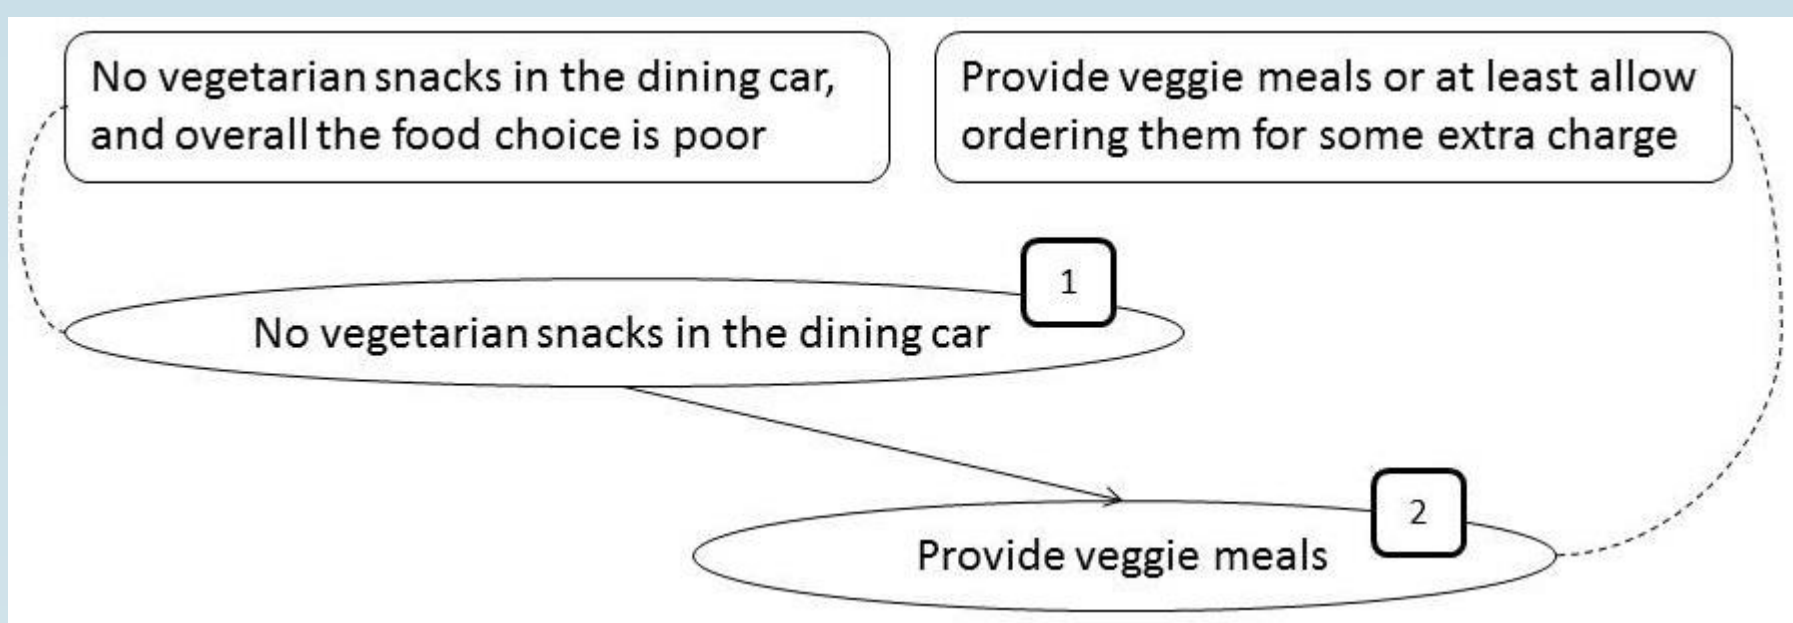 No vegetarian snacks in the dining car,
and overall the food choice is poor
Provide veggie meals or at least allow
ordering them for some extra charge
1
No vegetarian snacks in the dining car
2
Provide veggie meals